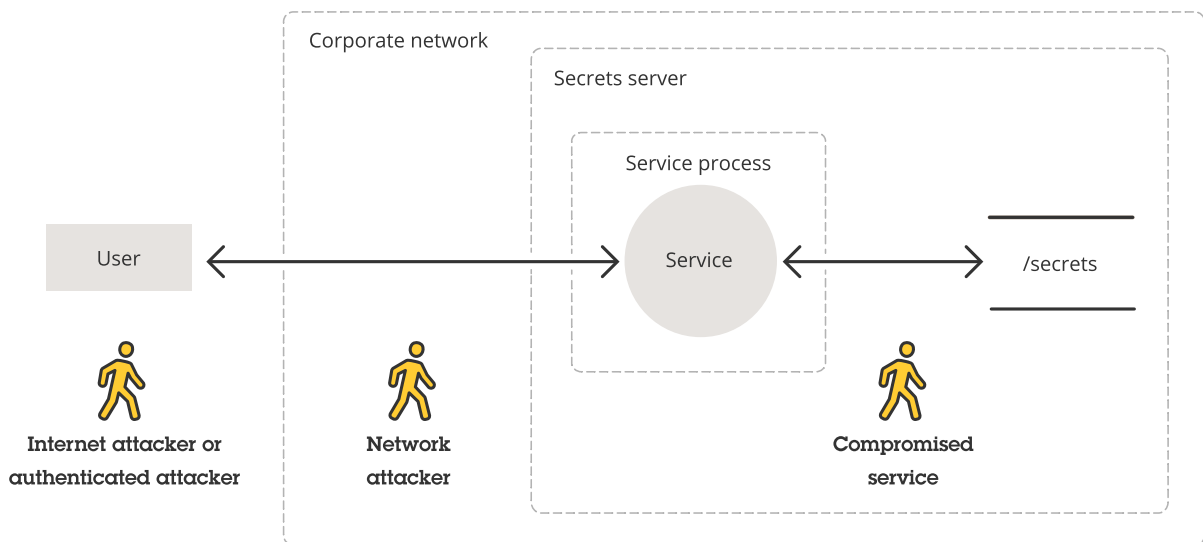 Corporate network
Secrets server
Service process
User
Service
/secrets
Internet attacker or
authenticated attacker
Network
attacker
Compromised
service